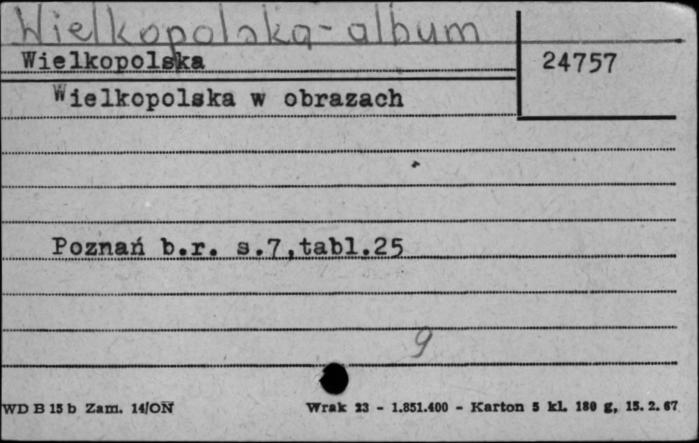 Wielkopolska - album
Wielkopolska
24757
Wielkopolska w obrazach
Poznań b.r. s.7,tabl.25
9
WD B 15 b Zam. 14/ON
Wrak 23 - 1.851.400 - Karton 5 kl. 180 g, 15. 2. 67